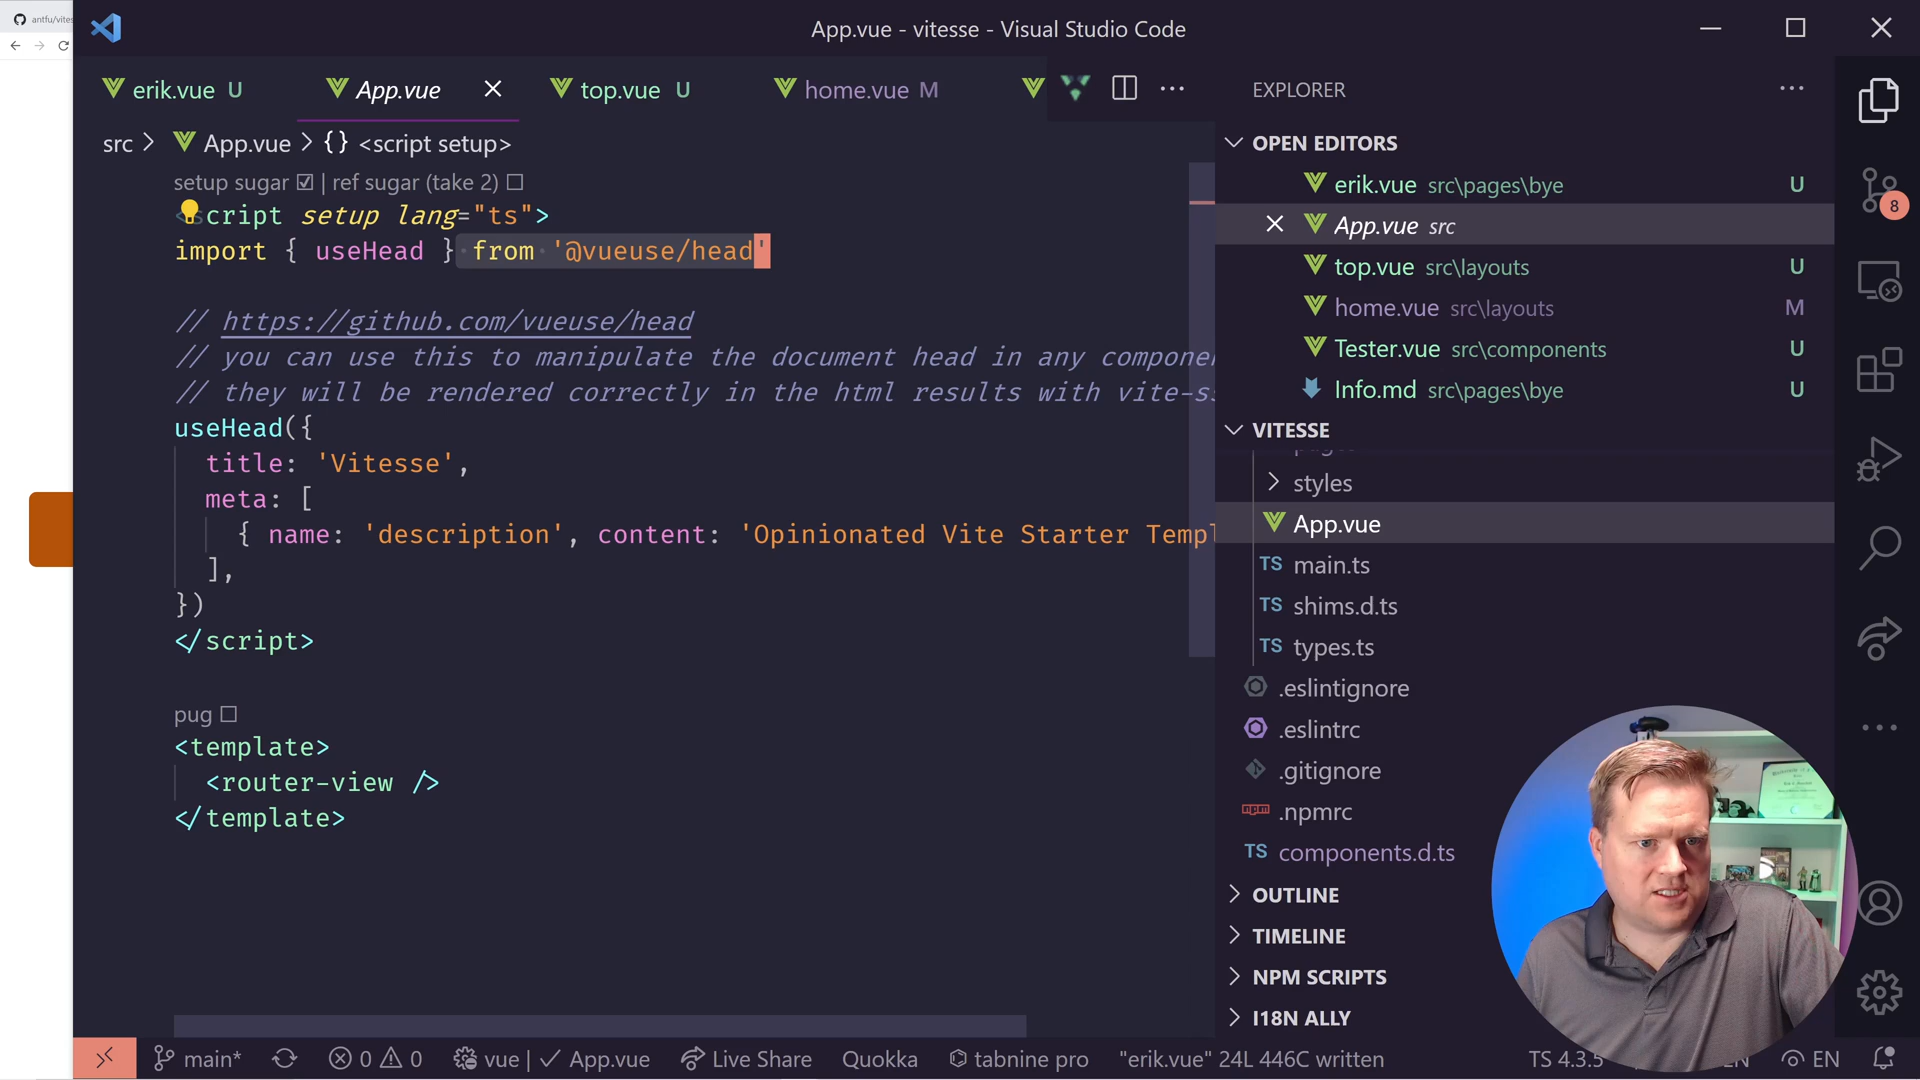 antfu/vites
App.vue - vitesse - Visual Studio Code
erik.vue U
App.vue
top.vue U
home.vue M
EXPLORER
src > App.vue > {} <script setup>
OPEN EDITORS
setup sugar ☑ | ref sugar (take 2) ☐
cript setup lang="ts">
import { useHead } from '@vueuse/head'
// https://github.com/vueuse/head
// you can use this to manipulate the document head in any componen
// they will be rendered correctly in the html results with vite-ss
useHead({
title: 'Vitesse',
meta: [
{ name: 'description', content: 'Opinionated Vite Starter Templ
],
})
</script>
pug ☐
<template>
<router-view />
</template>
erik.vue src\pages\bye U
App.vue src
top.vue src\layouts U
home.vue src\layouts M
Tester.vue src\components U
Info.md src\pages\bye U
VITESSE
pages
styles
App.vue
TS main.ts
TS shims.d.ts
TS types.ts
.eslintignore
.eslintrc
.gitignore
npm .npmrc
TS components.d.ts
OUTLINE
TIMELINE
NPM SCRIPTS
I18N ALLY
8
main* 0 0 vue | ✓ App.vue Live Share Quokka tabnine pro "erik.vue" 24L 446C written TS 4.3.5 EN